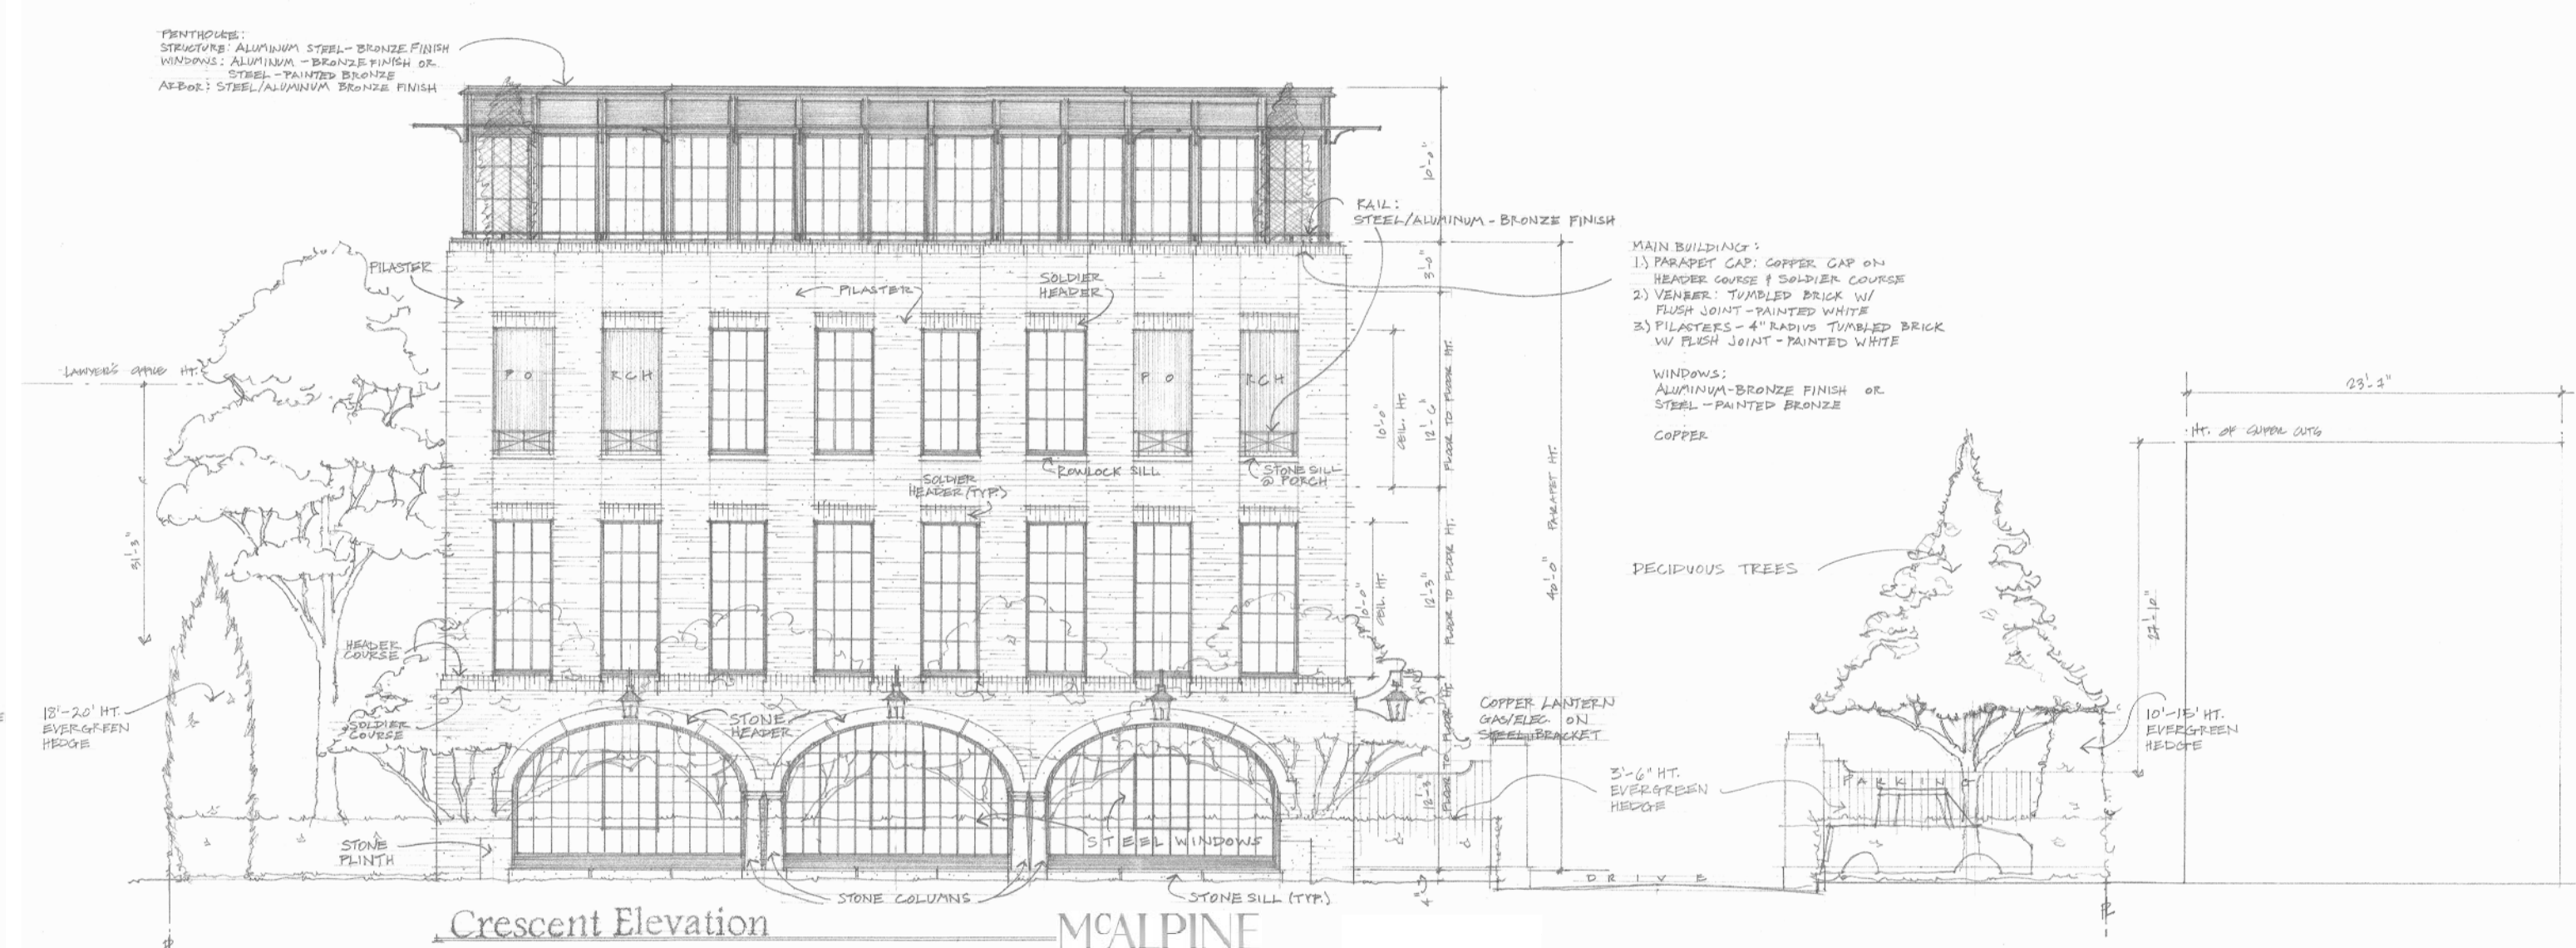 PENTHOUSE:
STRUCTURE: ALUMINUM STEEL-BRONZE FINISH
WINDOWS: ALUMINUM-BRONZE FINISH OR
STEEL-PAINTED BRONZE
ARBOR: STEEL/ALUMINUM BRONZE FINISH
10'-0"
RAIL:
STEEL/ALUMINUM-BRONZE FINISH
3'-0"
MAIN BUILDING:
1.) PARAPET CAP: COPPER CAP ON
HEADER COURSE & SOLDIER COURSE
2.) VENEER: TUMBLED BRICK W/
FLUSH JOINT-PAINTED WHITE
3.) PILASTERS-4" RADIUS TUMBLED BRICK
W/ FLUSH JOINT-PAINTED WHITE
WINDOWS:
ALUMINUM-BRONZE FINISH OR
STEEL-PAINTED BRONZE
COPPER
PILASTER
PILASTER
SOLDIER
HEADER
LAWYER'S OFFICE HT.
31'-3"
P O
RCH
P O
RCH
10'-0"
CEIL. HT.
FLOOR TO FLOOR HT.
ROWLOCK SILL
STONE SILL
@ PORCH
SOLDIER
HEADER (TYP.)
40'-0" PARAPET HT.
10'-0"
CEIL. HT.
12'-3"
FLOOR TO FLOOR HT.
HT. OF SUPER CUTS
27'-10"
DECIDUOUS TREES
HEADER
COURSE
SOLDIER
COURSE
18'-20' HT.
EVERGREEN
HEDGE
STONE
HEADER
COPPER LANTERN
GAS/ELEC. ON
STEEL BRACKET
12'-3"
FLOOR TO FLOOR HT.
3'-6" HT.
EVERGREEN
HEDGE
PARKING
10'-15' HT.
EVERGREEN
HEDGE
STONE
PLINTH
STEEL WINDOWS
STONE COLUMNS
STONE SILL (TYP.)
4"
DRIVE
Crescent Elevation
McALPINE